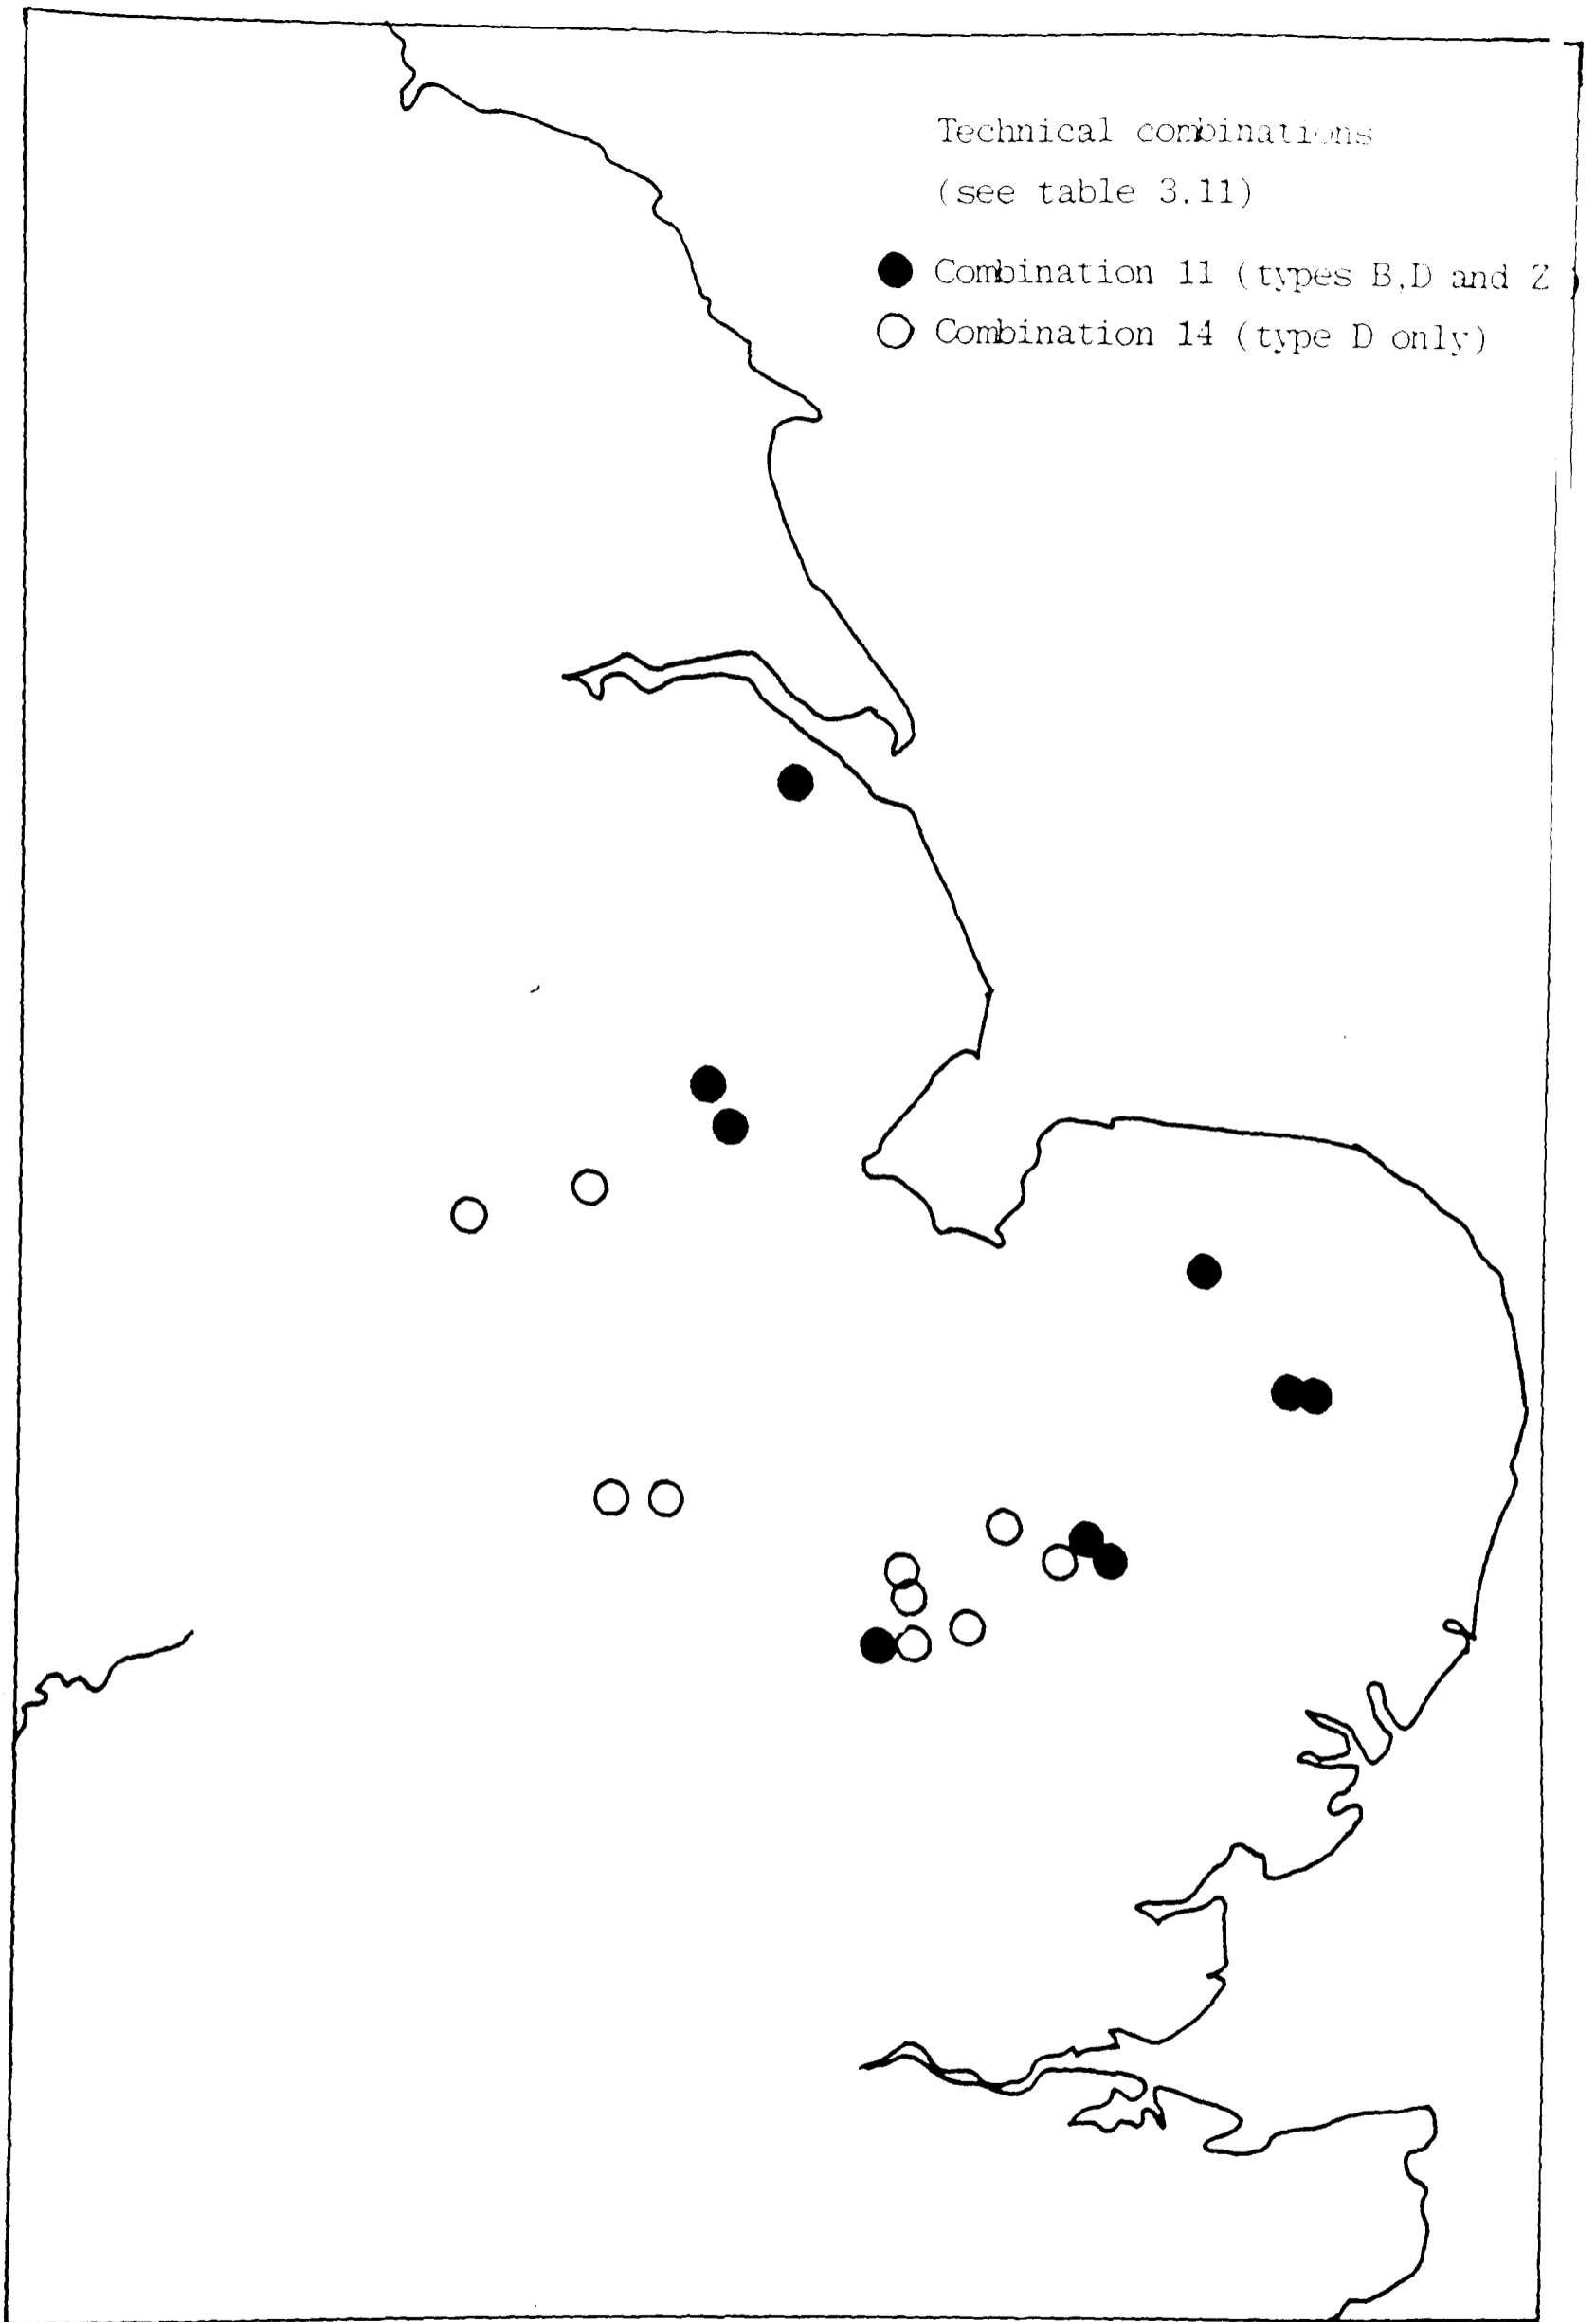 Technical combinations
(see table 3.11)
Combination 11 (types B,D and Z)
Combination 14 (type D only)